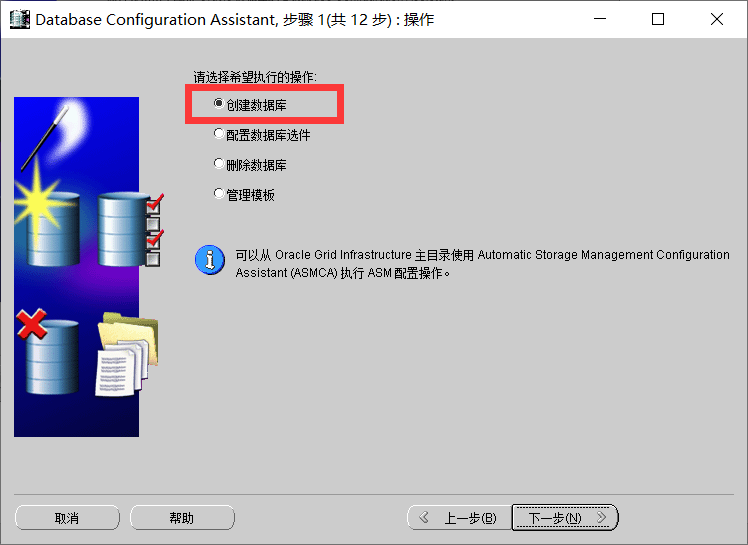 Database Configuration Assistant, 步骤 1(共 12 步) : 操作
请选择希望执行的操作:
创建数据库
配置数据库选件
删除数据库
管理模板
可以从 Oracle Grid Infrastructure 主目录使用 Automatic Storage Management Configuration
Assistant (ASMCA) 执行 ASM 配置操作。
取消
帮助
上一步(B)
下一步(N)